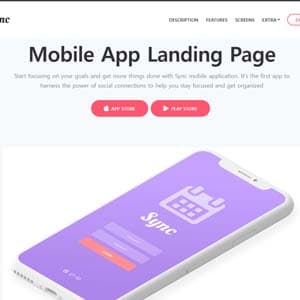 nc
DESCRIPTION FEATURES SCREENS EXTRA
Mobile App Landing Page
Start focusing on your goals and get more things done with Sync mobile application. It's the first app to
harness the power of social connections to help you stay focused and get organized
APP STORE PLAY STORE
Sync